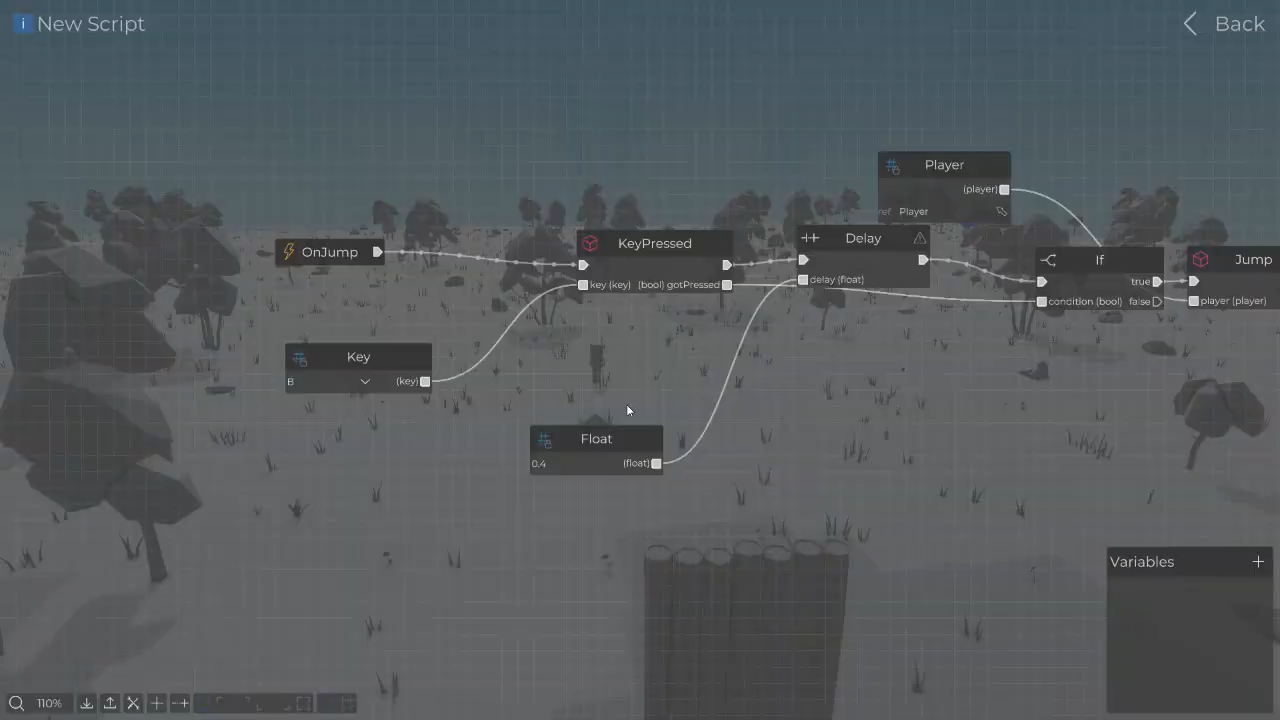 i New Script
Back
Player
(player)
ref Player
OnJump
KeyPressed
key (key) (bool) gotPressed
Delay
delay (float)
If
true
condition (bool) false
Jump
player (player)
Key
B (key)
Float
0.4 (float)
Variables +
110%